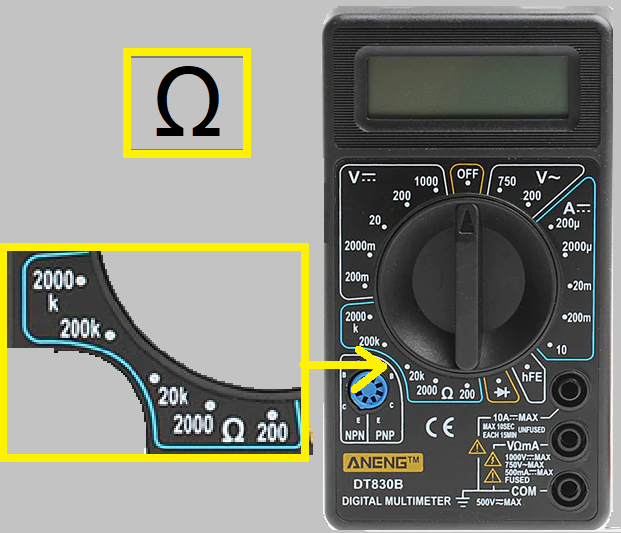 Ω
V⎓ 1000 OFF 750 V~
200 200
A⎓
20 200µ
2000m 2000µ
200m 20m
2000 k 200m
200k 10
20k hFE
2000 Ω 200
B B
C C
E E
NPN PNP
CE
10A⎓MAX
MAX 10SEC UNFUSED
EACH 15MIN
VΩmA
1000V⎓MAX
750V~MAX
500mA⎓MAX
FUSED
COM
500V⎓MAX
ANENG™
DT830B
DIGITAL MULTIMETER
2000
k
200k
20k
2000 Ω 200